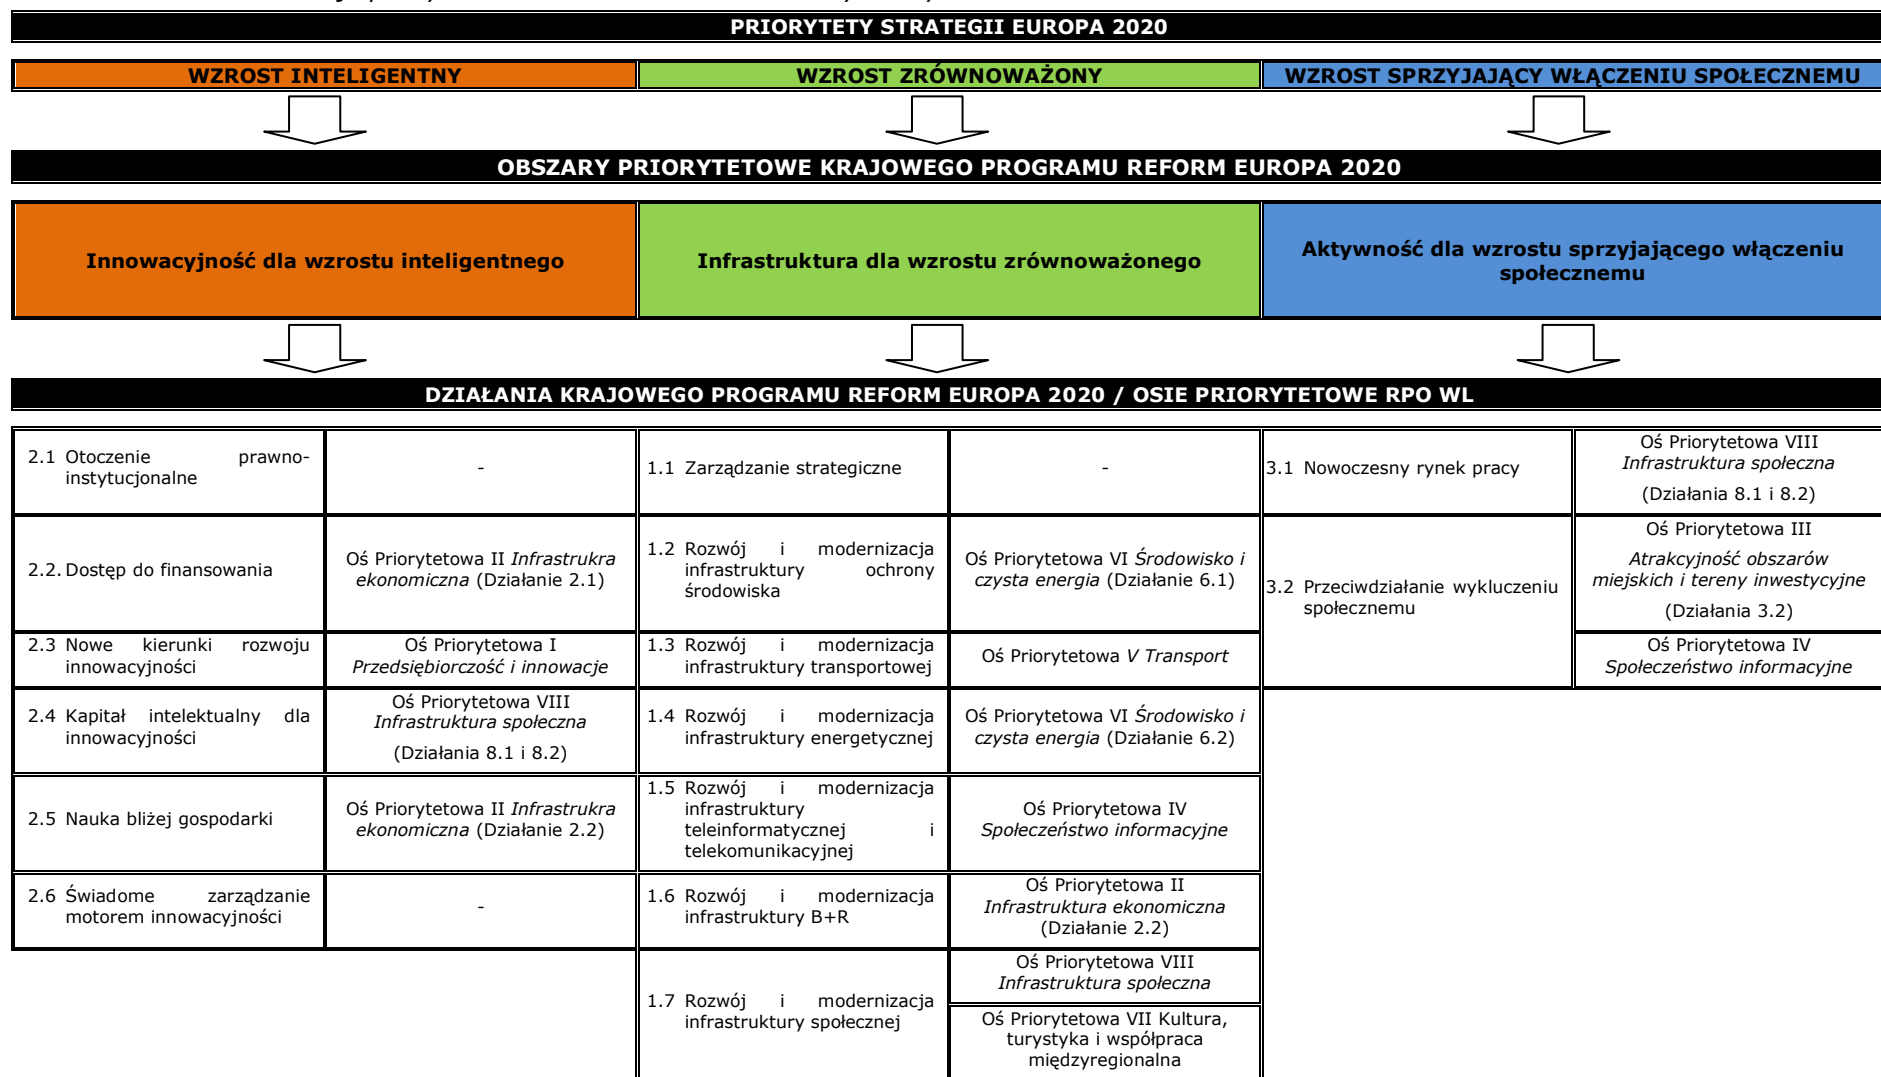 PRIORYTETY STRATEGII EUROPA 2020
WZROST INTELIGENTNY
WZROST ZRÓWNOWAŻONY
WZROST SPRZYJAJĄCY WŁĄCZENIU SPOŁECZNEMU
OBSZARY PRIORYTETOWE KRAJOWEGO PROGRAMU REFORM EUROPA 2020
Innowacyjność dla wzrostu inteligentnego
Infrastruktura dla wzrostu zrównoważonego
Aktywność dla wzrostu sprzyjającego włączeniu
społecznemu
DZIAŁANIA KRAJOWEGO PROGRAMU REFORM EUROPA 2020 / OSIE PRIORYTETOWE RPO WL
2.1 Otoczenie prawno-
instytucjonalne
-
1.1 Zarządzanie strategiczne
-
3.1 Nowoczesny rynek pracy
Oś Priorytetowa VIII
Infrastruktura społeczna
(Działania 8.1 i 8.2)
2.2. Dostęp do finansowania
Oś Priorytetowa II Infrastrukra
ekonomiczna (Działanie 2.1)
1.2 Rozwój i modernizacja
infrastruktury ochrony
środowiska
Oś Priorytetowa VI Środowisko i
czysta energia (Działanie 6.1)
3.2 Przeciwdziałanie wykluczeniu
społecznemu
Oś Priorytetowa III
Atrakcyjność obszarów
miejskich i tereny inwestycyjne
(Działania 3.2)
2.3 Nowe kierunki rozwoju
innowacyjności
Oś Priorytetowa I
Przedsiębiorczość i innowacje
1.3 Rozwój i modernizacja
infrastruktury transportowej
Oś Priorytetowa V Transport
Oś Priorytetowa IV
Społeczeństwo informacyjne
2.4 Kapitał intelektualny dla
innowacyjności
Oś Priorytetowa VIII
Infrastruktura społeczna
(Działania 8.1 i 8.2)
1.4 Rozwój i modernizacja
infrastruktury energetycznej
Oś Priorytetowa VI Środowisko i
czysta energia (Działanie 6.2)
2.5 Nauka bliżej gospodarki
Oś Priorytetowa II Infrastrukra
ekonomiczna (Działanie 2.2)
1.5 Rozwój i modernizacja
infrastruktury
teleinformatycznej i
telekomunikacyjnej
Oś Priorytetowa IV
Społeczeństwo informacyjne
2.6 Świadome zarządzanie
motorem innowacyjności
-
1.6 Rozwój i modernizacja
infrastruktury B+R
Oś Priorytetowa II
Infrastruktura ekonomiczna
(Działanie 2.2)
1.7 Rozwój i modernizacja
infrastruktury społecznej
Oś Priorytetowa VIII
Infrastruktura społeczna
Oś Priorytetowa VII Kultura,
turystyka i współpraca
międzyregionalna